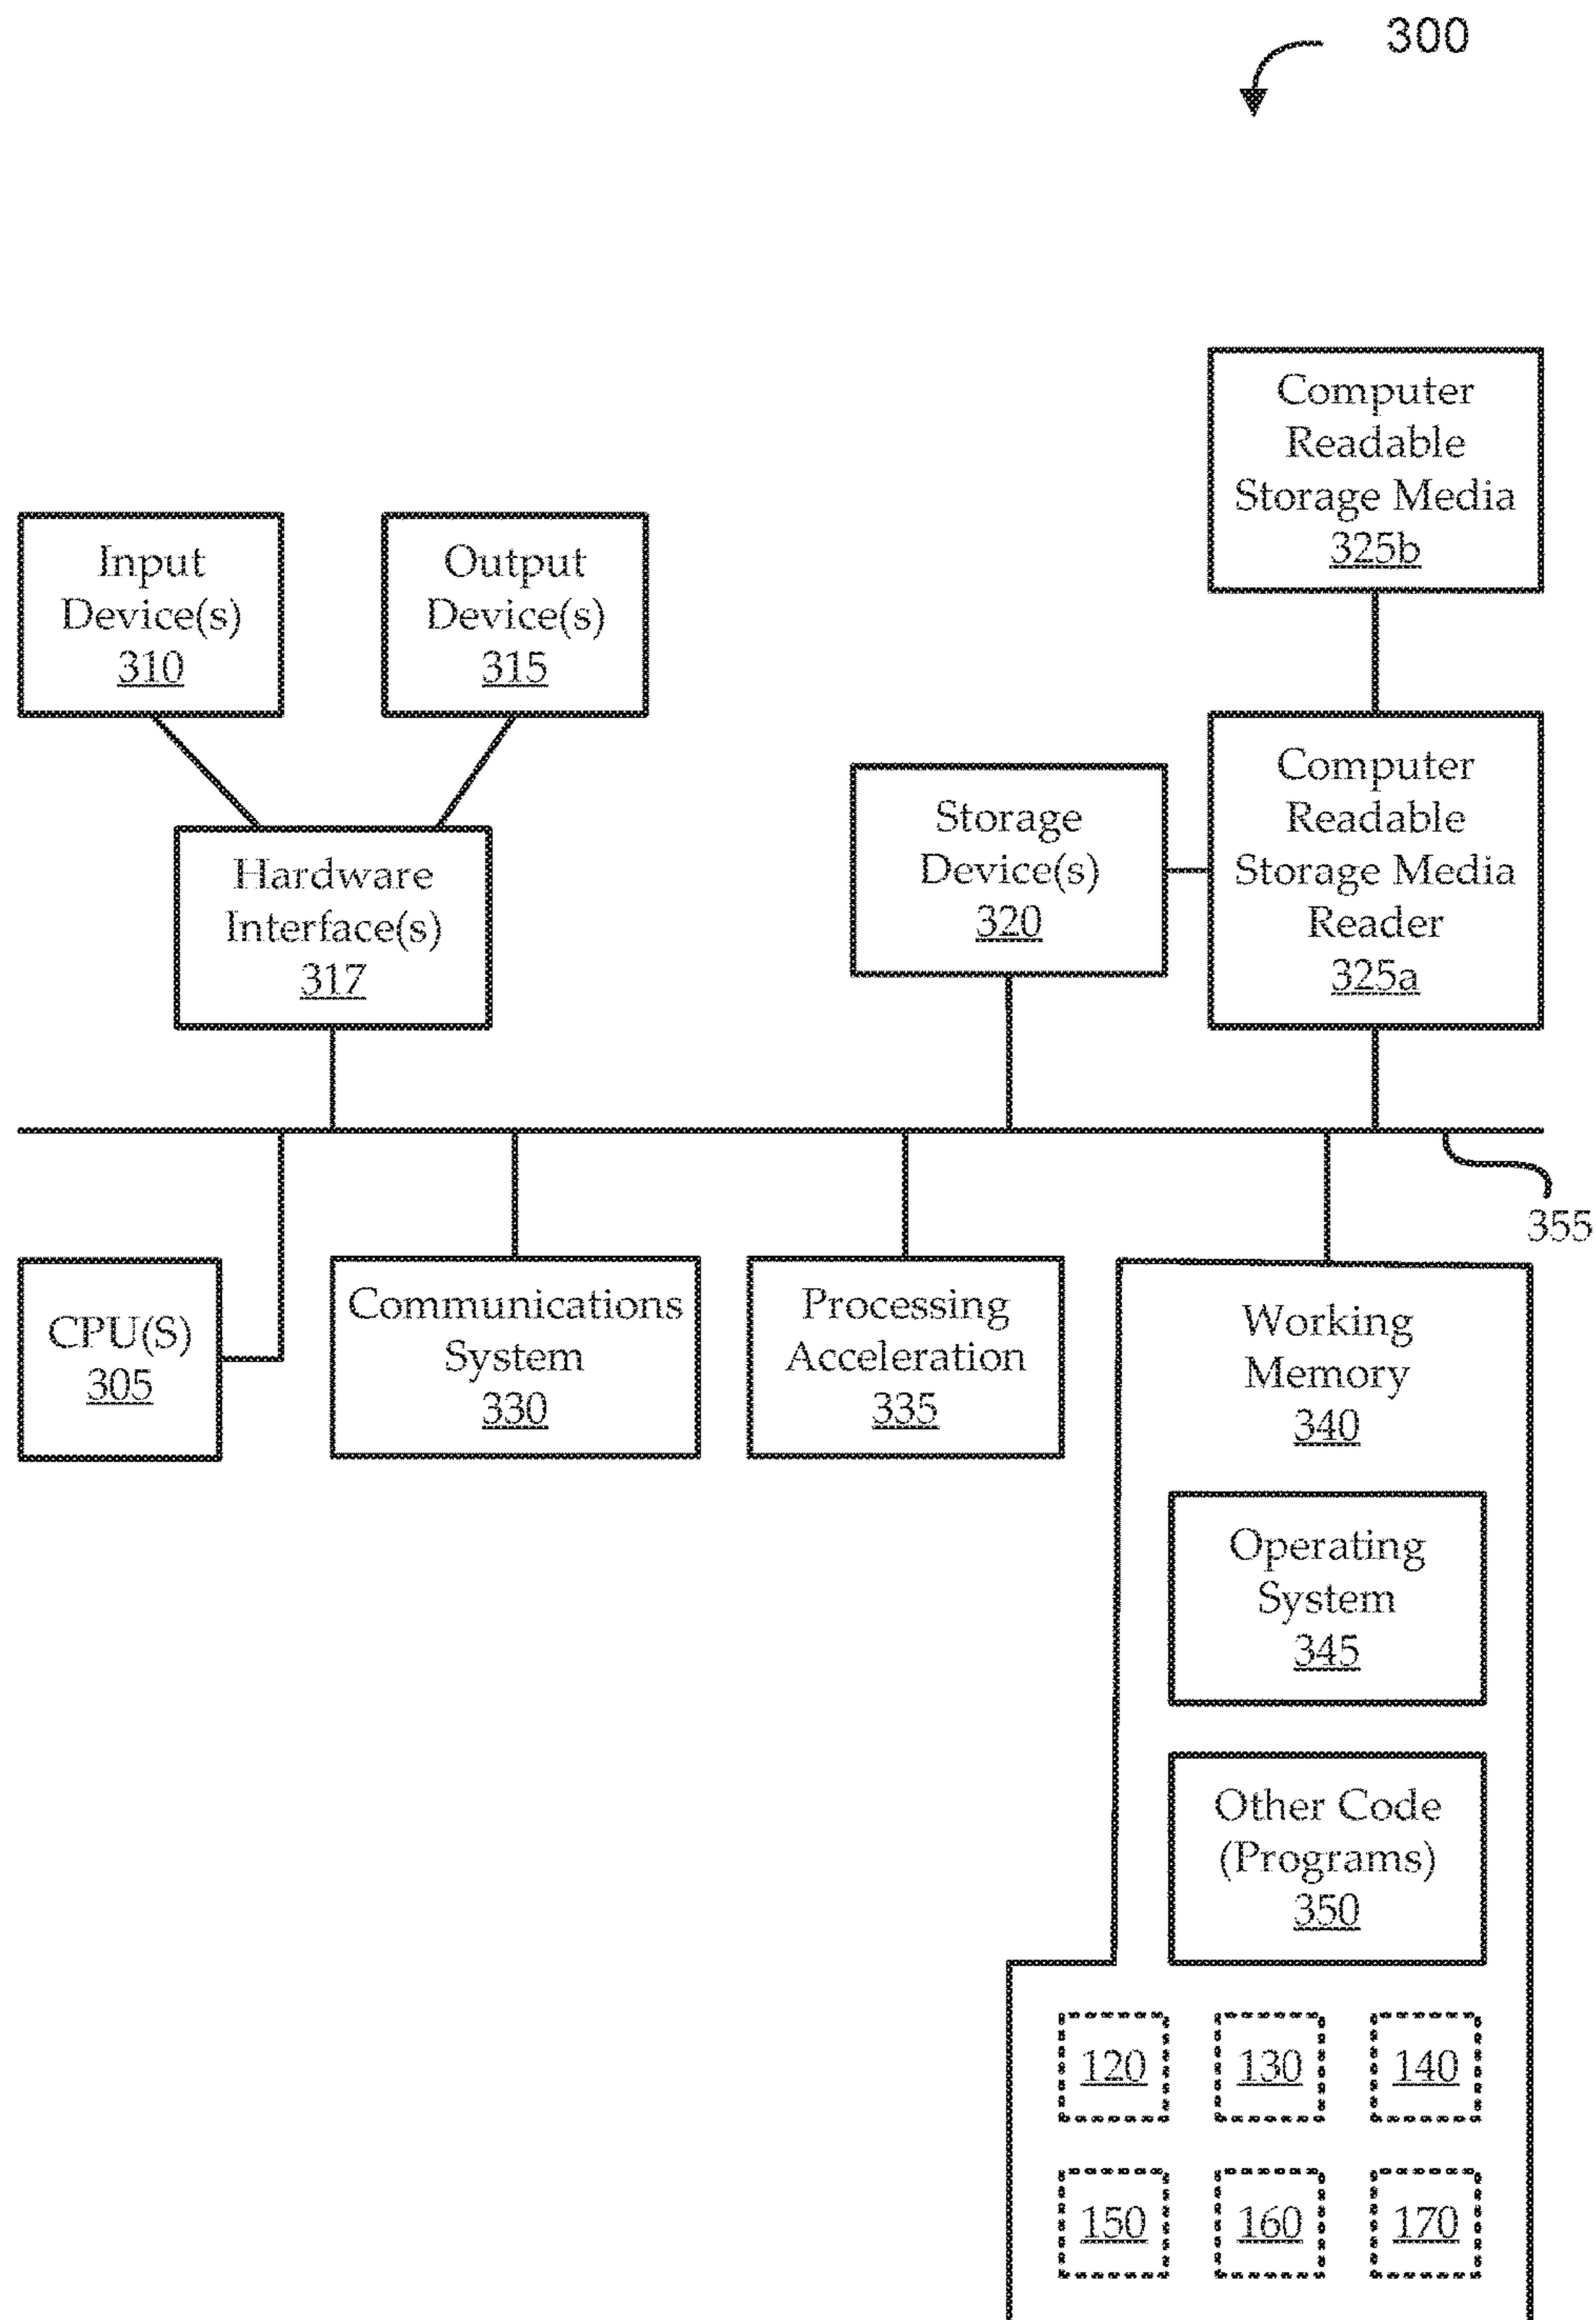 300
Computer
Readable
Storage Media
325b
Input
Device(s)
310
Output
Device(s)
315
Computer
Readable
Storage Media
Reader
325a
Storage
Device(s)
320
Hardware
Interface(s)
317
355
CPU(S)
305
Communications
System
330
Processing
Acceleration
335
Working
Memory
340
Operating
System
345
Other Code
(Programs)
350
120
130
140
150
160
170